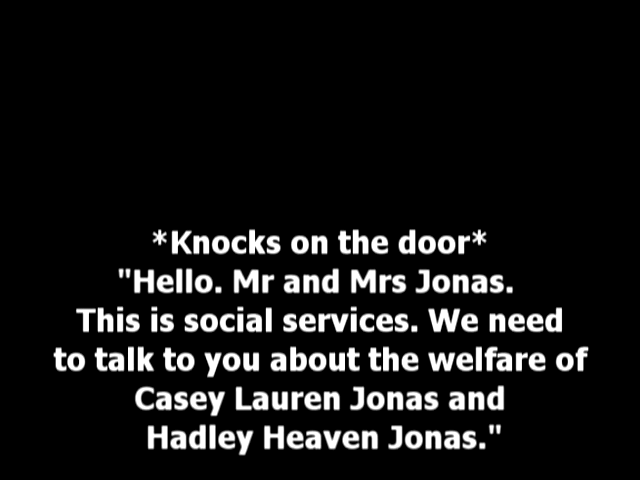 *Knocks on the door*
"Hello. Mr and Mrs Jonas.
This is social services. We need
to talk to you about the welfare of
Casey Lauren Jonas and
Hadley Heaven Jonas."